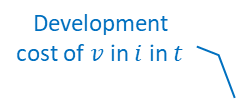 Development
cost of v in i in t